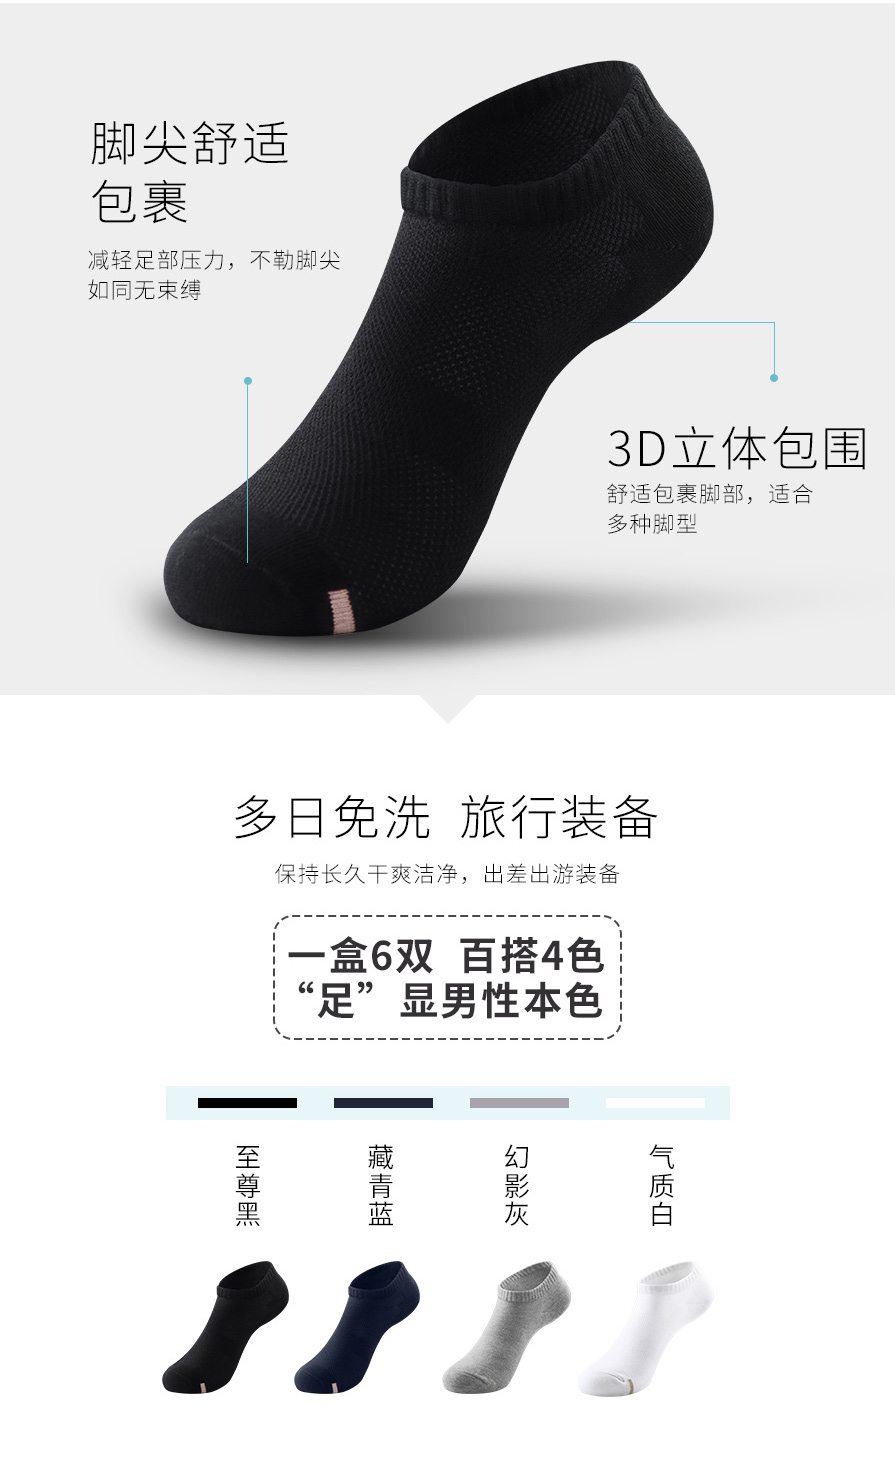 脚尖舒适
包裹
减轻足部压力，不勒脚尖
如同无束缚
3D立体包围
舒适包裹脚部，适合
多种脚型
多日免洗 旅行装备
保持长久干爽洁净，出差出游装备
一盒6双 百搭4色
“足”显男性本色
至尊黑
藏青蓝
幻影灰
气质白